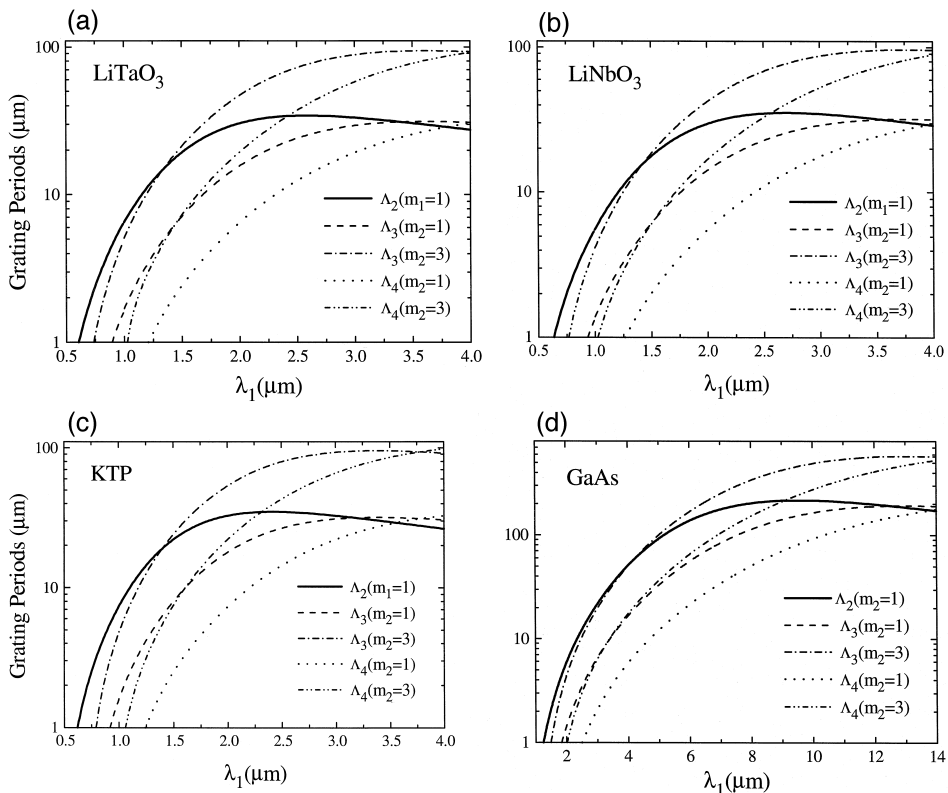 (a)
LiTaO₃
Grating Periods (μm)
100
10
1
0.5 1.0 1.5 2.0 2.5 3.0 3.5 4.0
λ₁(μm)
Λ₂(m₁=1)
Λ₃(m₂=1)
Λ₃(m₂=3)
Λ₄(m₂=1)
Λ₄(m₂=3)
(b)
LiNbO₃
100
10
1
0.5 1.0 1.5 2.0 2.5 3.0 3.5 4.0
λ₁(μm)
Λ₂(m₁=1)
Λ₃(m₂=1)
Λ₃(m₂=3)
Λ₄(m₂=1)
Λ₄(m₂=3)
(c)
KTP
Grating Periods (μm)
100
10
1
0.5 1.0 1.5 2.0 2.5 3.0 3.5 4.0
λ₁(μm)
Λ₂(m₁=1)
Λ₃(m₂=1)
Λ₃(m₂=3)
Λ₄(m₂=1)
Λ₄(m₂=3)
(d)
GaAs
100
10
1
2 4 6 8 10 12 14
λ₁(μm)
Λ₂(m₂=1)
Λ₃(m₂=1)
Λ₃(m₂=3)
Λ₄(m₂=1)
Λ₄(m₂=3)